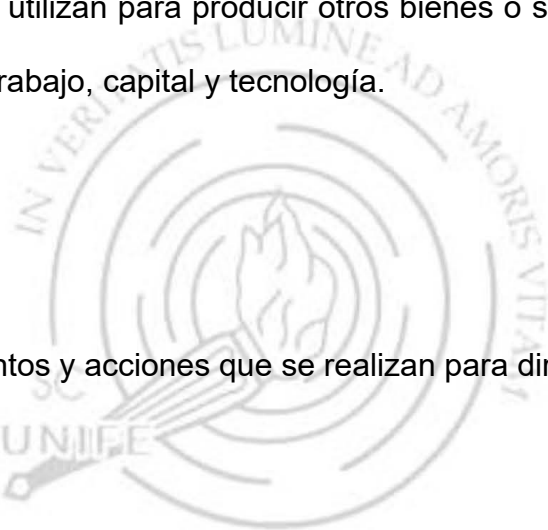 utilizan para producir otros bienes o s
rabajo, capital y tecnología.
IN VERITATIS LUMINE AD AMORIS VITAM
ntos y acciones que se realizan para dir
SC
UNIFE